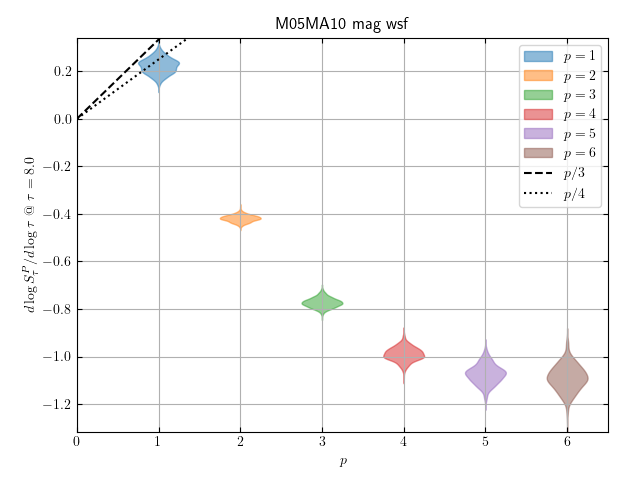 M05MA10 mag wsf
d log S_τ^P / d log τ @ τ = 8.0
0.2
0.0
−0.2
−0.4
−0.6
−0.8
−1.0
−1.2
0 1 2 3 4 5 6
p
p = 1
p = 2
p = 3
p = 4
p = 5
p = 6
p/3
p/4